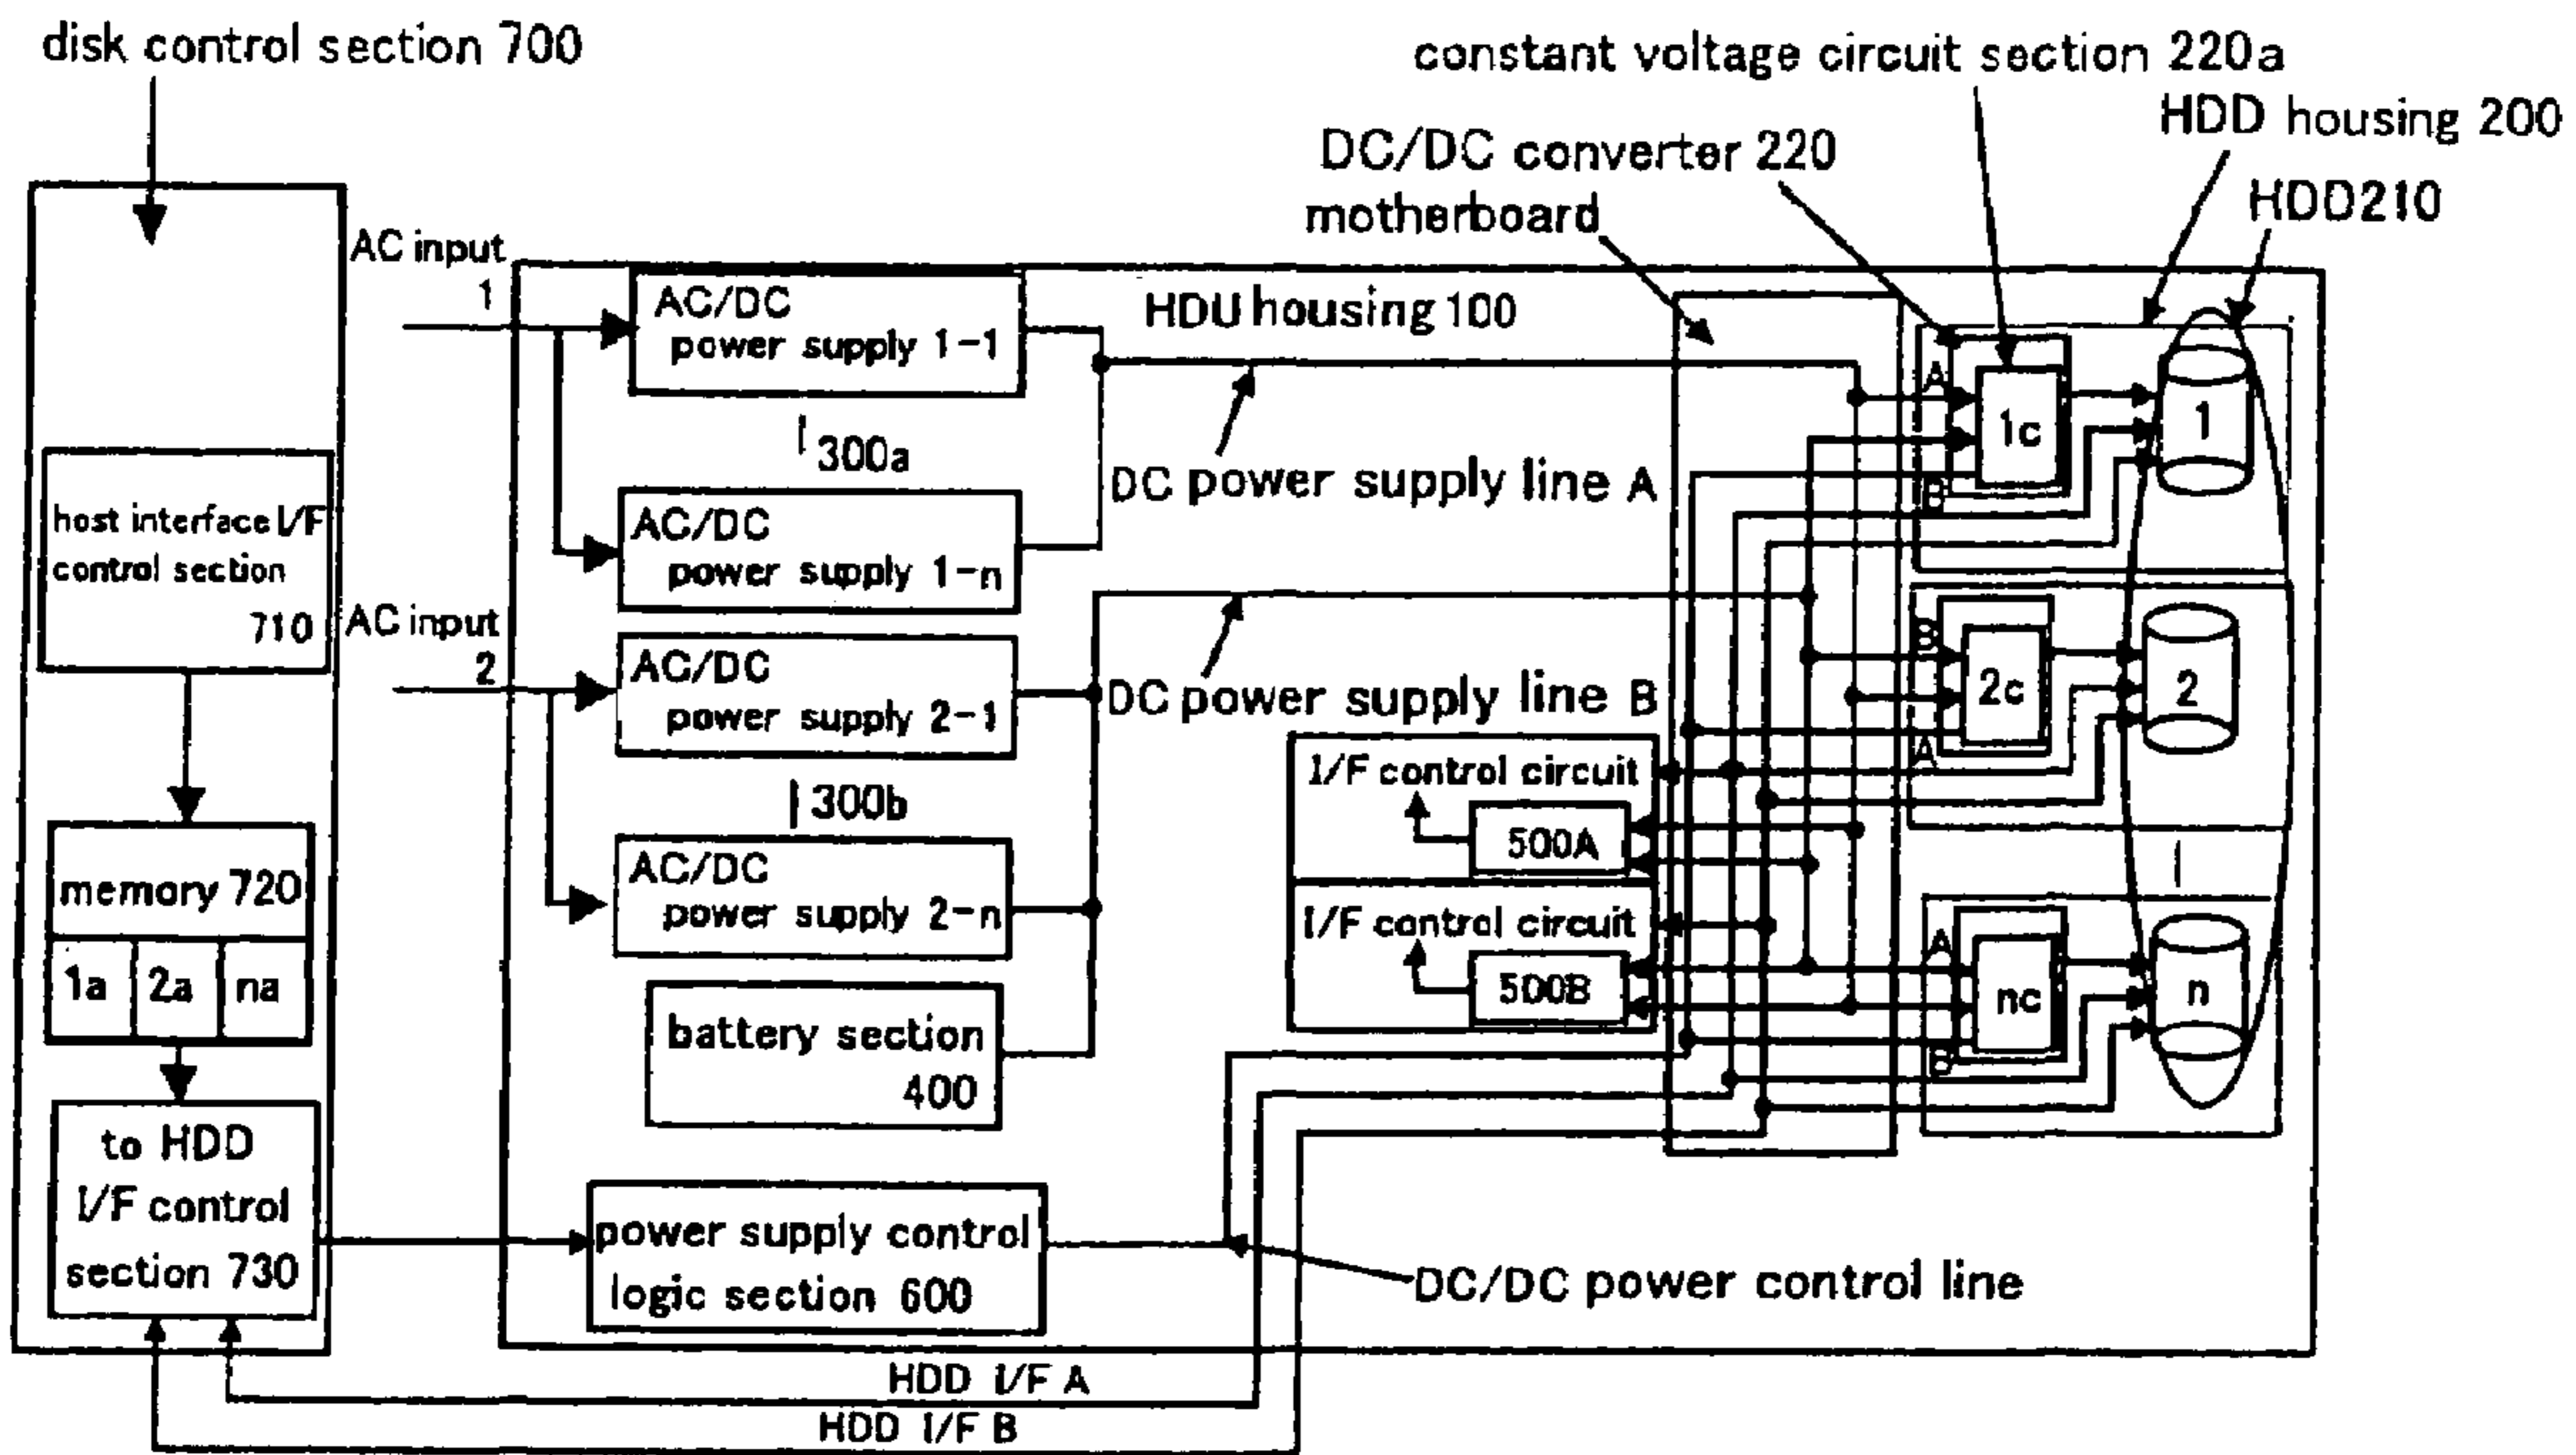 disk control section 700
constant voltage circuit section 220a
HDD housing 200
DC/DC converter 220
HDD210
motherboard
AC input
1
AC/DC
power supply 1-1
HDU housing 100
300a
DC power supply line A
AC/DC
power supply 1-n
host interface I/F
control section
710
AC input
2
AC/DC
power supply 2-1
DC power supply line B
300b
AC/DC
power supply 2-n
battery section
400
I/F control circuit
500A
I/F control circuit
500B
A
1c
B
1
B
2c
A
2
A
nc
B
n
memory 720
1a 2a na
to HDD
I/F control
section 730
power supply control
logic section 600
DC/DC power control line
HDD I/F A
HDD I/F B